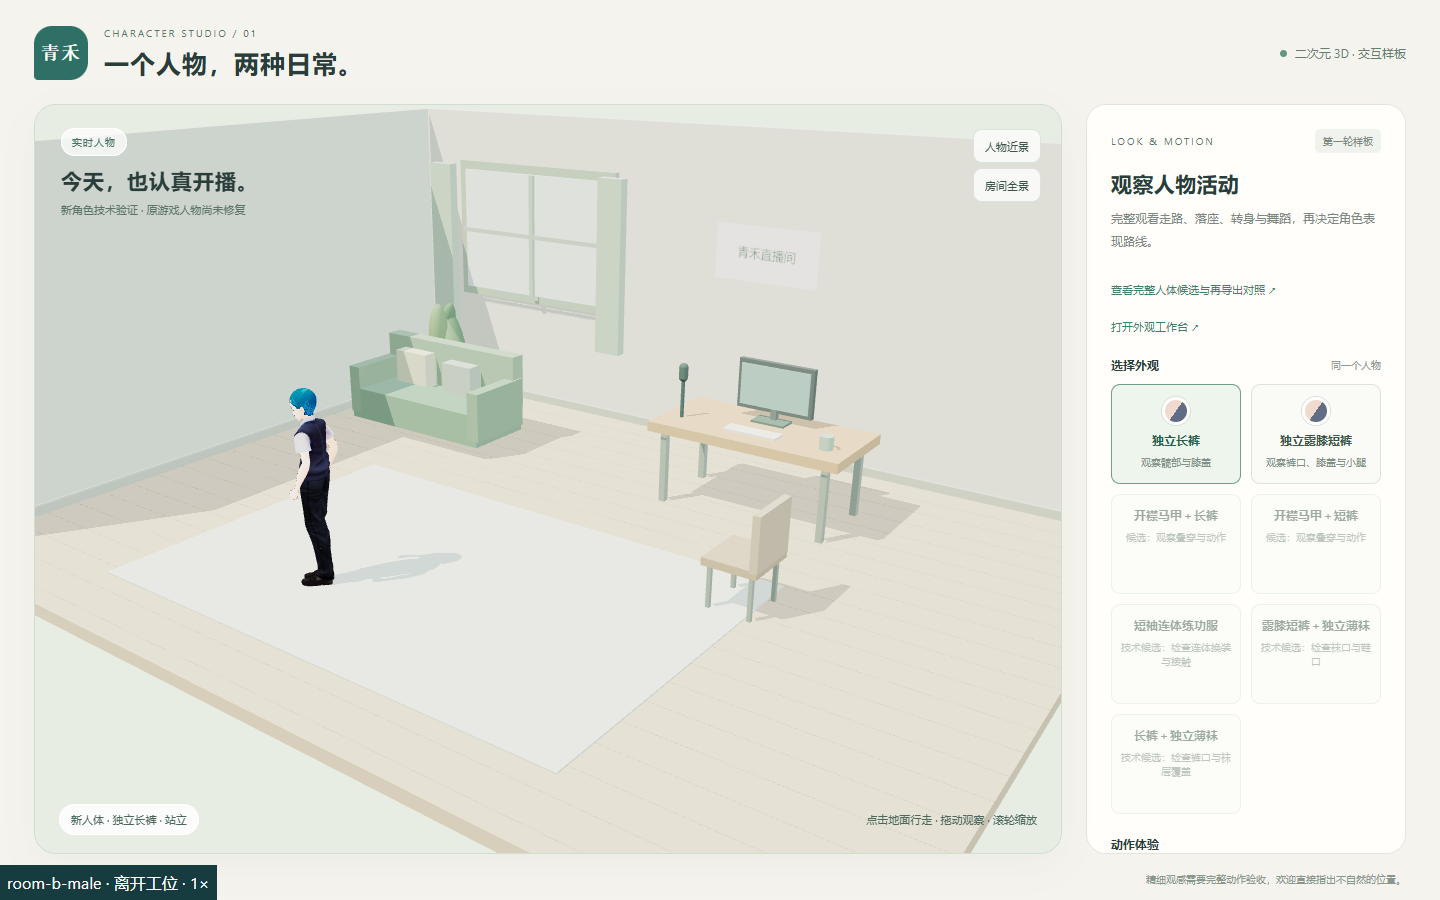 青禾
CHARACTER STUDIO / 01
一个人物，两种日常。
二次元 3D · 交互样板
实时人物
今天，也认真开播。
新角色技术验证 · 原游戏人物尚未修复
人物近景
房间全景
青禾直播间
新人体 · 独立长裤 · 站立
点击地面行走 · 拖动观察 · 滚轮缩放
LOOK & MOTION
第一轮样板
观察人物活动
完整观看走路、落座、转身与舞蹈，再决定角色表
现路线。
查看完整人体候选与再导出对照 ↗
打开外观工作台 ↗
选择外观
同一个人物
独立长裤
观察髋部与膝盖
独立露膝短裤
观察裤口、膝盖与小腿
开襟马甲 + 长裤
候选：观察叠穿与动作
开襟马甲 + 短裤
候选：观察叠穿与动作
短袖连体练功服
技术候选：检查连体换装
与接触
露膝短裤 + 独立薄袜
技术候选：检查袜口与鞋
口
长裤 + 独立薄袜
技术候选：检查裤口与袜
层覆盖
动作体验
room-b-male · 离开工位 · 1×
精细观感需要完整动作验收，欢迎直接指出不自然的位置。